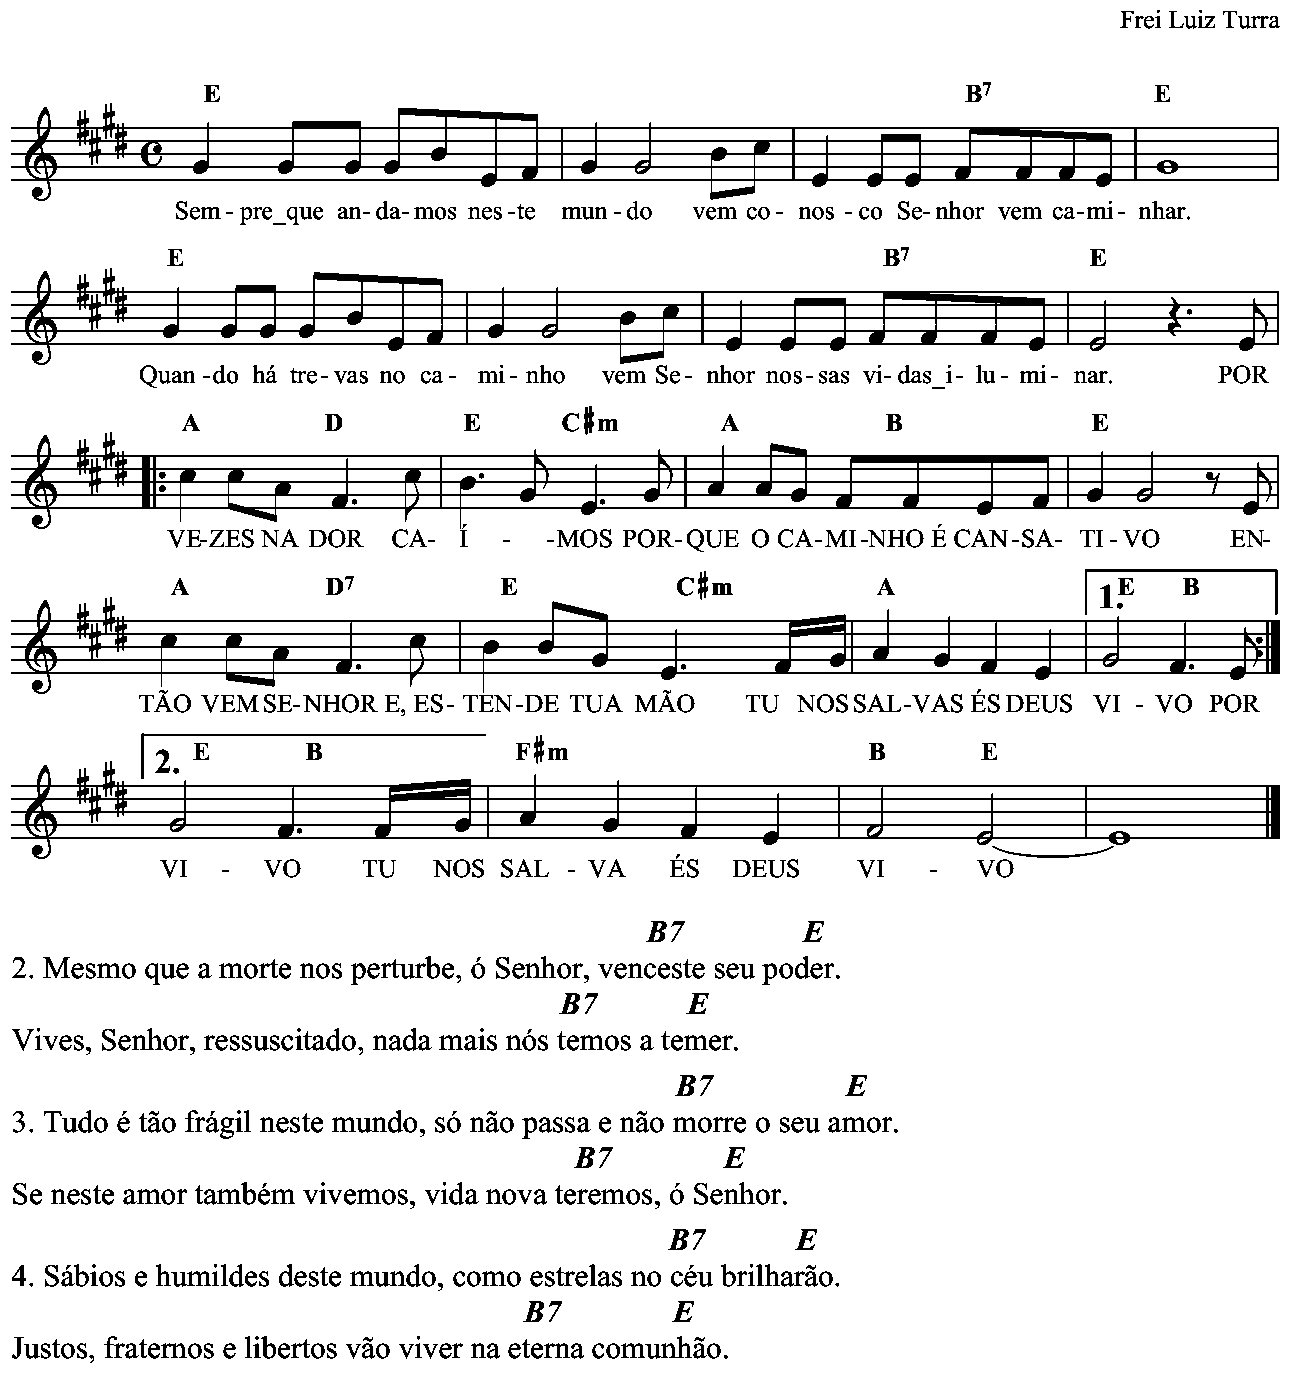 Frei Luiz Turra
E B7 E
Sem-pre_que an-da-mos nes-te mun-do vem co-nos-co Se-nhor vem ca-mi-nhar.
E B7 E
Quan-do há tre-vas no ca-mi-nho vem Se-nhor nos-sas vi-das_i-lu-mi-nar. POR
A D E C#m A B E
VE-ZES NA DOR CA-Í--MOS POR-QUE O CA-MI-NHO É CAN-SA-TI-VO EN-
A D7 E C#m A 1. E B
TÃO VEM SE-NHOR E, ES-TEN-DE TUA MÃO TU NOS SAL-VAS ÉS DEUS VI-VO POR
2. E B F#m B E
VI-VO TU NOS SAL-VA ÉS DEUS VI-VO
B7 E
2. Mesmo que a morte nos perturbe, ó Senhor, venceste seu poder.
B7 E
Vives, Senhor, ressuscitado, nada mais nós temos a temer.
B7 E
3. Tudo é tão frágil neste mundo, só não passa e não morre o seu amor.
B7 E
Se neste amor também vivemos, vida nova teremos, ó Senhor.
B7 E
4. Sábios e humildes deste mundo, como estrelas no céu brilharão.
B7 E
Justos, fraternos e libertos vão viver na eterna comunhão.